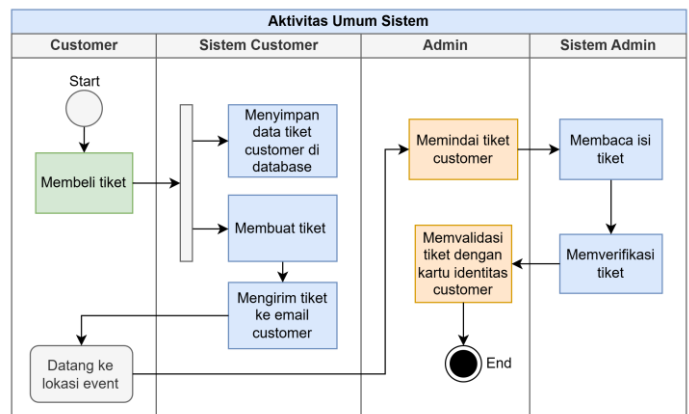 Aktivitas Umum Sistem
Customer
Sistem Customer
Admin
Sistem Admin
Start
Membeli tiket
Menyimpan
data tiket
customer di
database
Membuat tiket
Mengirim tiket
ke email
customer
Datang ke
lokasi event
Memindai tiket
customer
Membaca isi
tiket
Memverifikasi
tiket
Memvalidasi
tiket dengan
kartu identitas
customer
End